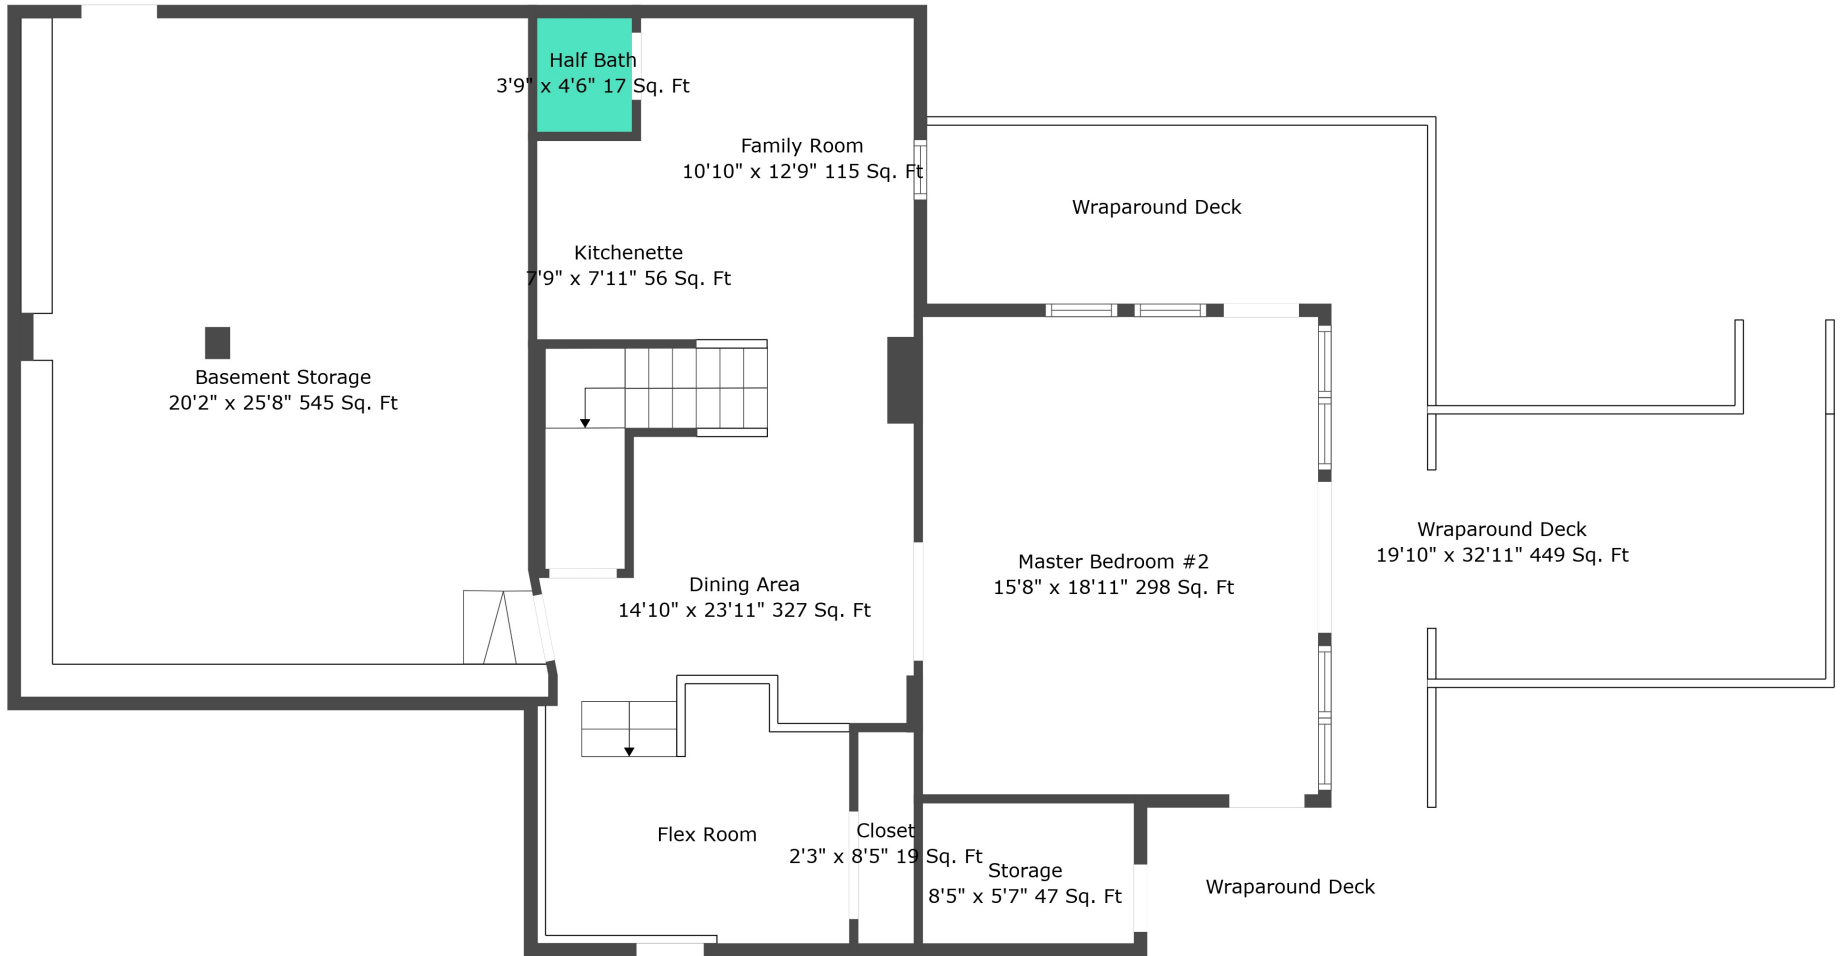 Half Bath
3'9" x 4'6" 17 Sq. Ft
Family Room
10'10" x 12'9" 115 Sq. Ft
Wraparound Deck
Kitchenette
7'9" x 7'11" 56 Sq. Ft
Basement Storage
20'2" x 25'8" 545 Sq. Ft
Wraparound Deck
19'10" x 32'11" 449 Sq. Ft
Master Bedroom #2
15'8" x 18'11" 298 Sq. Ft
Dining Area
14'10" x 23'11" 327 Sq. Ft
Flex Room
Closet
2'3" x 8'5" 19 Sq. Ft
Storage
8'5" x 5'7" 47 Sq. Ft
Wraparound Deck